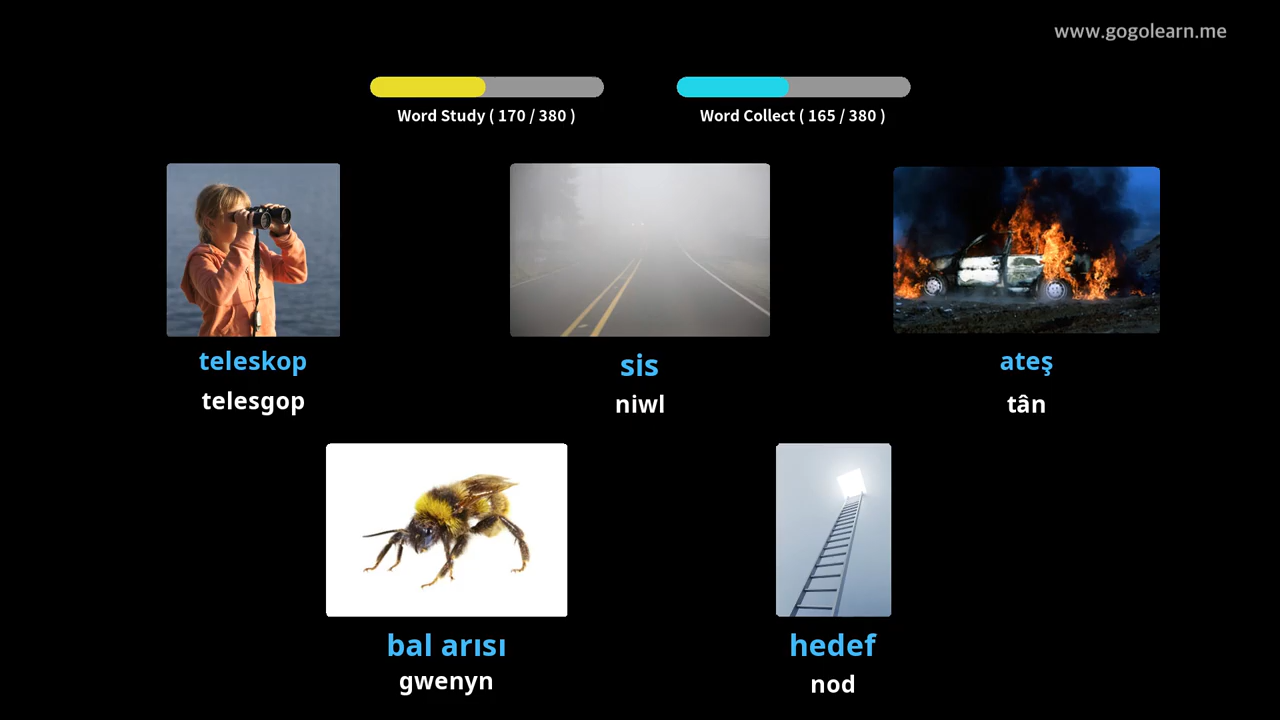 www.gogolearn.me
Word Study ( 170 / 380 )
Word Collect ( 165 / 380 )
teleskop
telesgop
sis
niwl
ateş
tân
bal arısı
gwenyn
hedef
nod